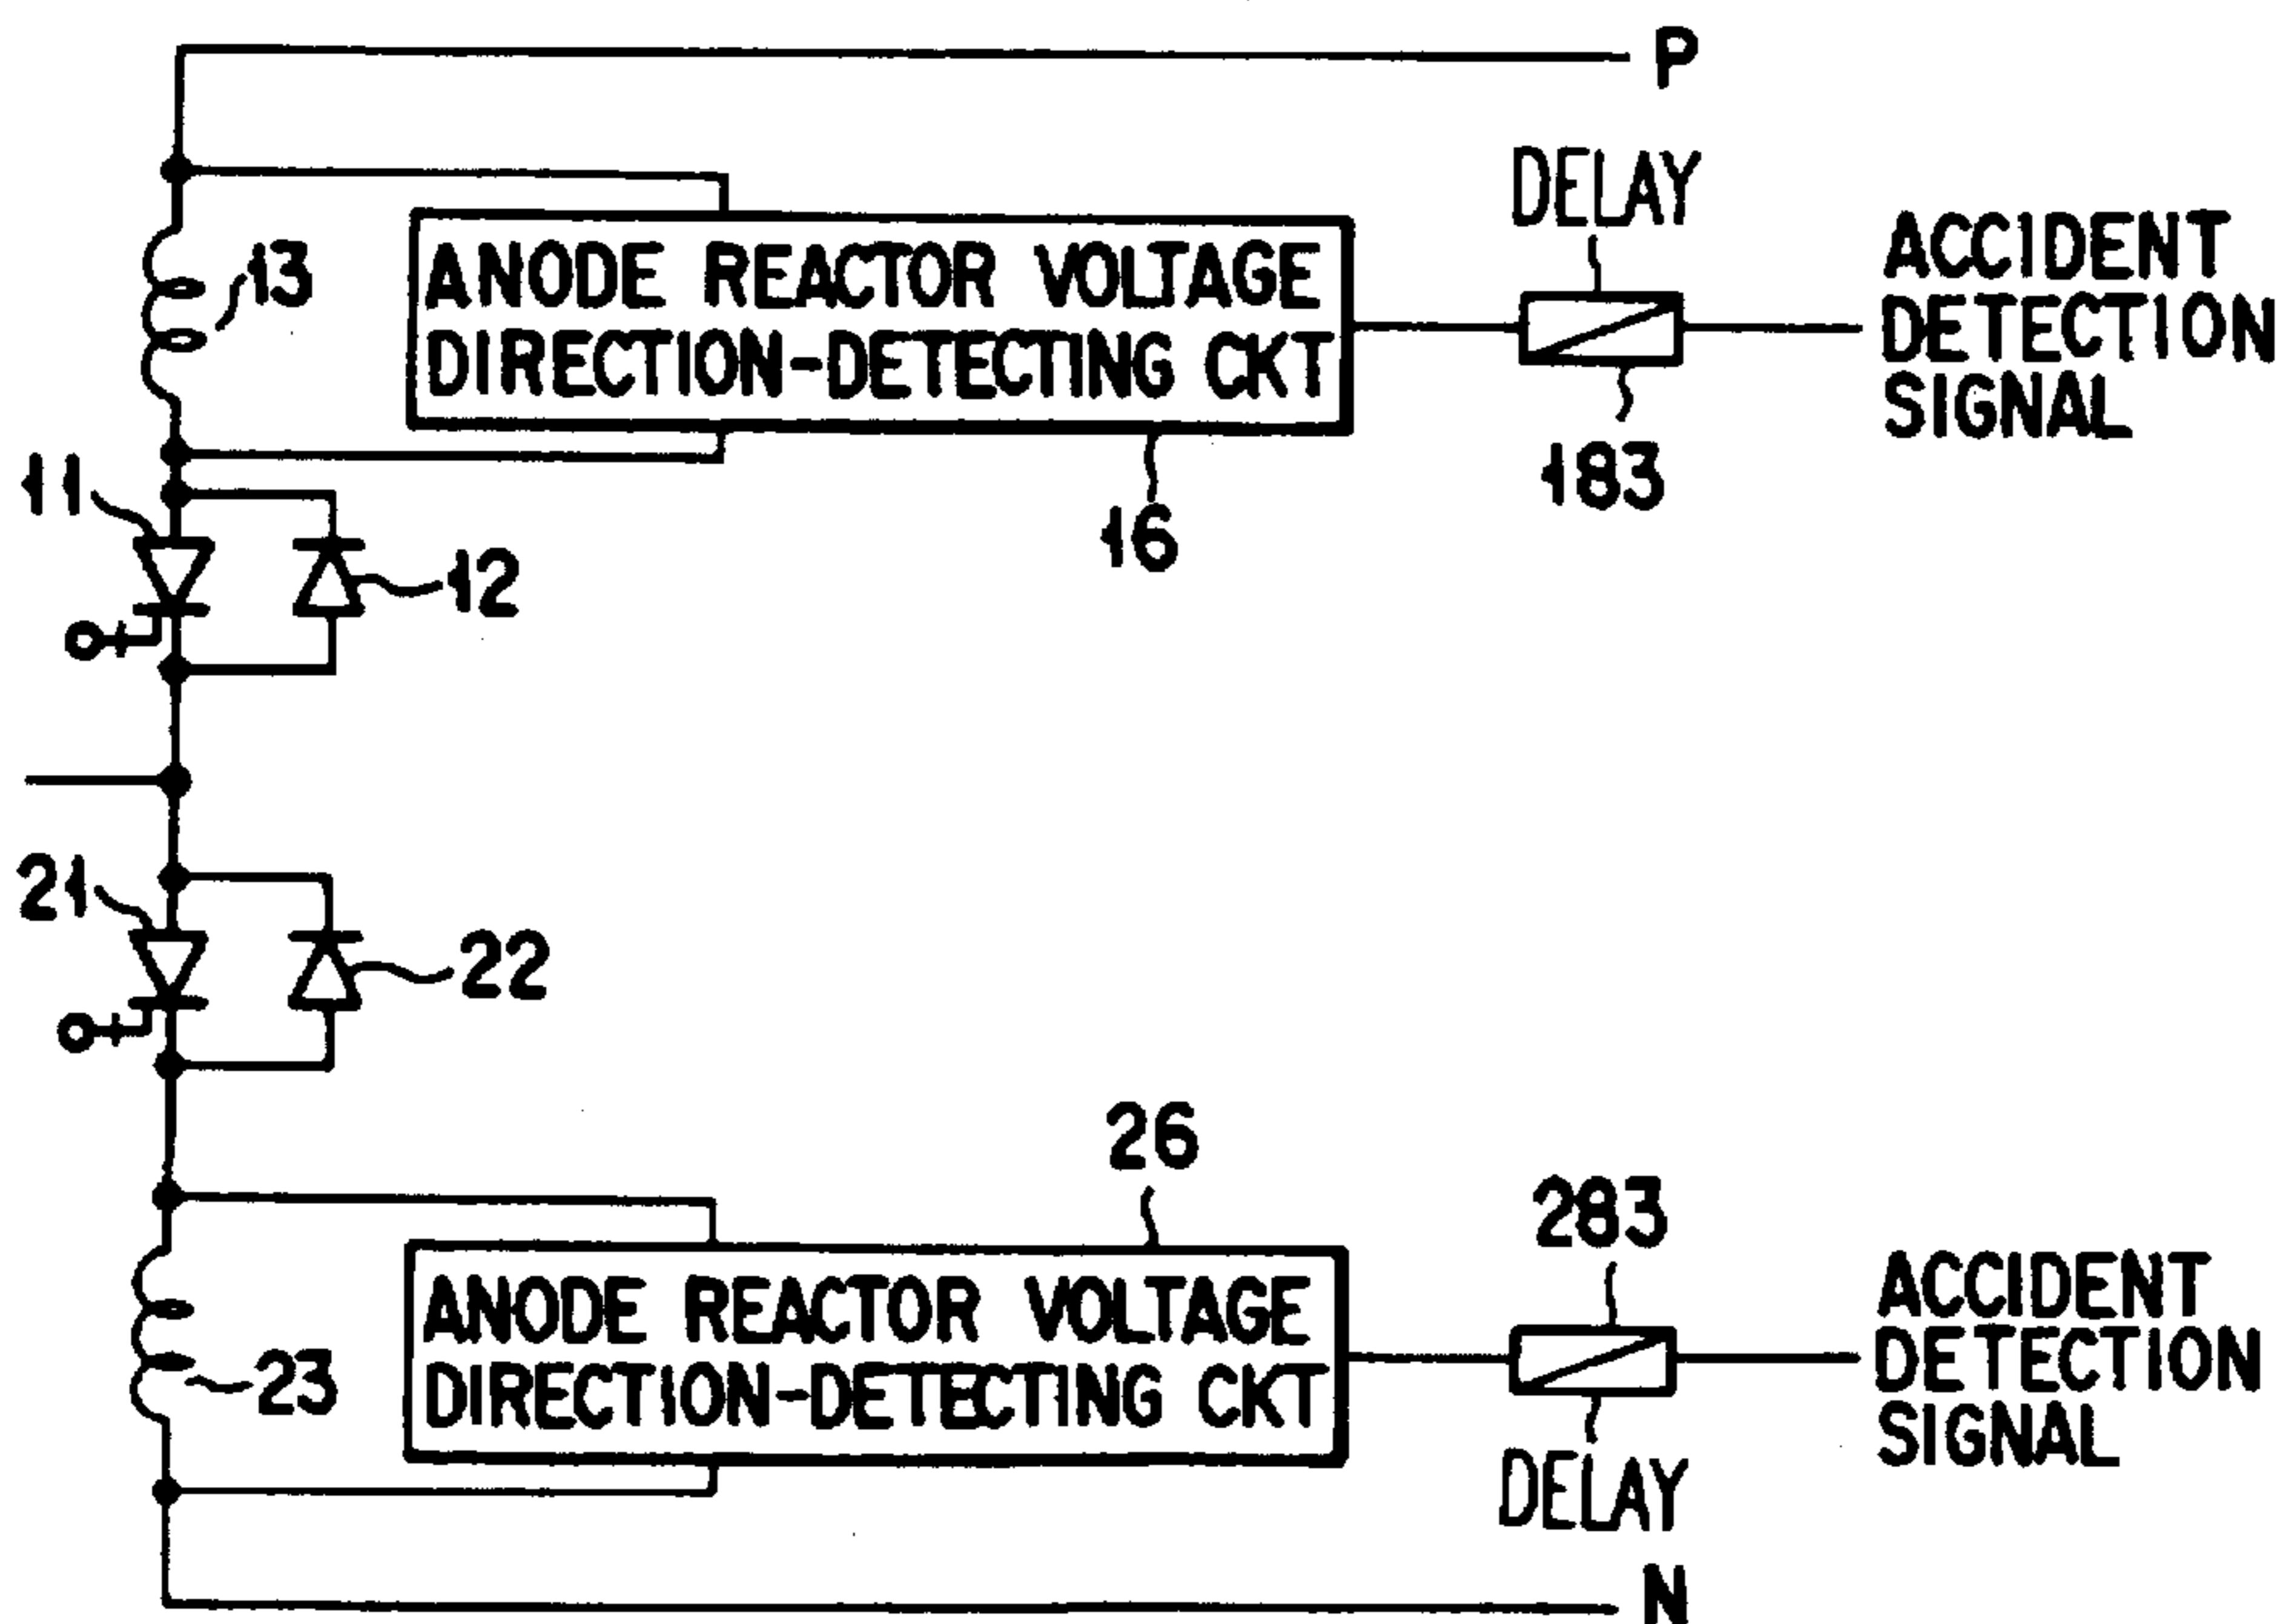 P
DELAY
ANODE REACTOR VOLTAGE
DIRECTION-DETECTING CKT
ACCIDENT
DETECTION
SIGNAL
13
183
11
16
12
21
22
26
283
ANODE REACTOR VOLTAGE
DIRECTION-DETECTING CKT
ACCIDENT
DETECTION
SIGNAL
23
DELAY
N